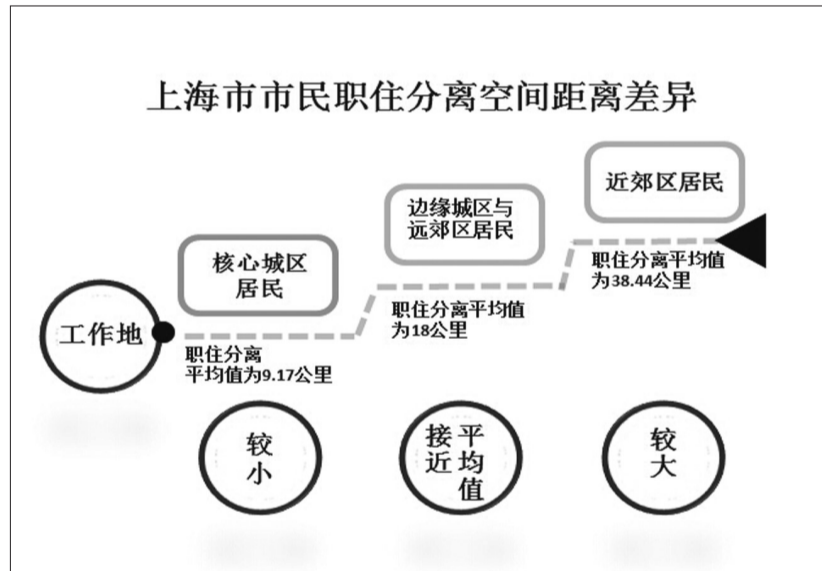 上海市市民职住分离空间距离差异
近郊区居民
边缘城区与
远郊区居民
核心城区
居民
工作地
职住分离
平均值为9.17公里
职住分离平均值
为18公里
职住分离平均值
为38.44公里
较小
接近平均值
较大